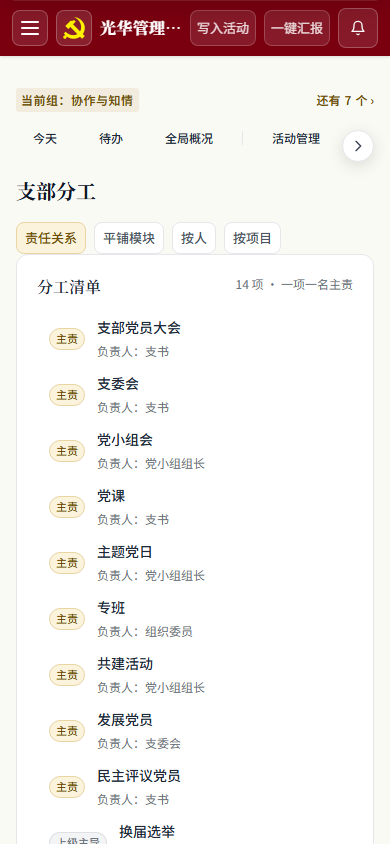 光华管理…
写入活动
一键汇报
当前组：协作与知情
还有 7 个 ›
今天
待办
全局概况
活动管理
支部分工
责任关系
平铺模块
按人
按项目
分工清单
14 项 · 一项一名主责
主责
支部党员大会
负责人：支书
主责
支委会
负责人：支书
主责
党小组会
负责人：党小组组长
主责
党课
负责人：支书
主责
主题党日
负责人：党小组组长
主责
专班
负责人：组织委员
主责
共建活动
负责人：党小组组长
主责
发展党员
负责人：支委会
主责
民主评议党员
负责人：支书
上级主导
换届选举